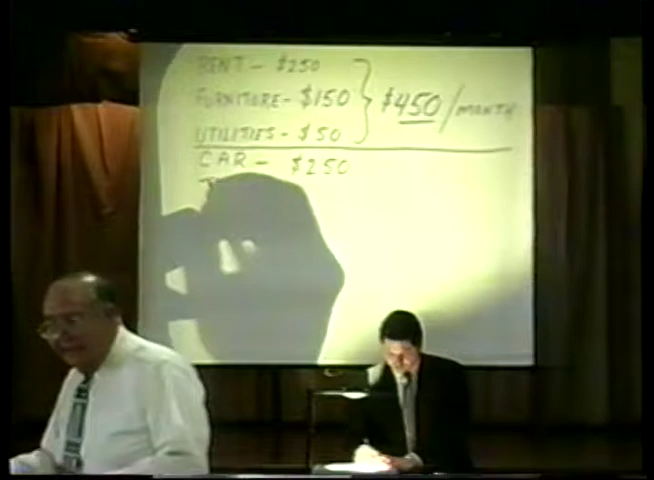 RENT - $250
FURNITURE - $150 $450/MONTH
UTILITIES - $50
CAR - $250